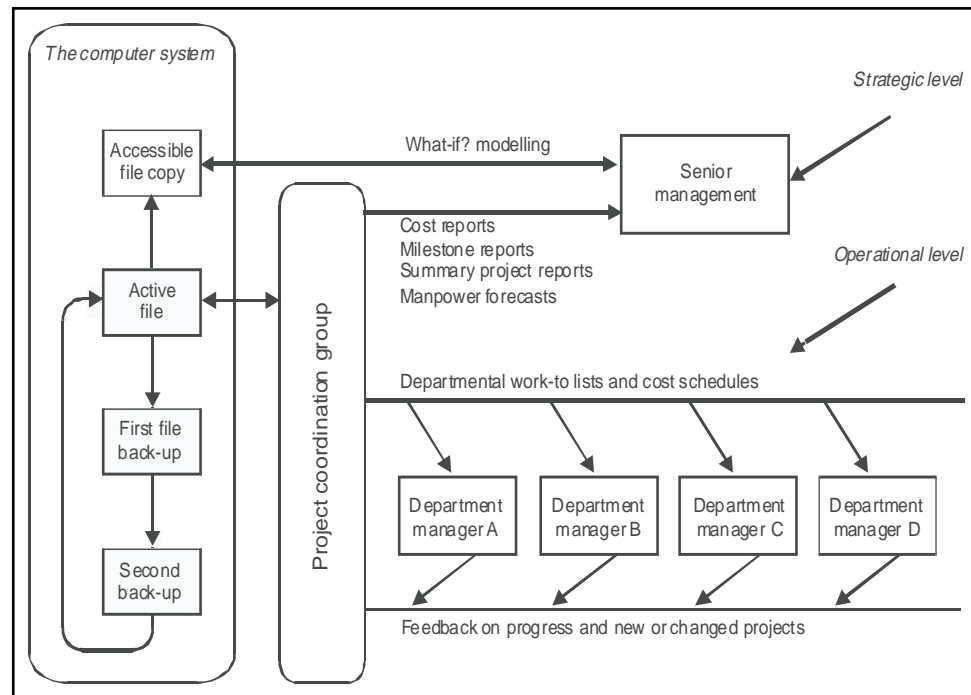 The computer system
Accessible
file copy
Active
file
First file
back-up
Second
back-up
Project coordination group
What-if? modelling
Senior
management
Strategic level
Cost reports
Milestone reports
Summary project reports
Manpower forecasts
Operational level
Departmental work-to lists and cost schedules
Department
manager A
Department
manager B
Department
manager C
Department
manager D
Feedback on progress and new or changed projects